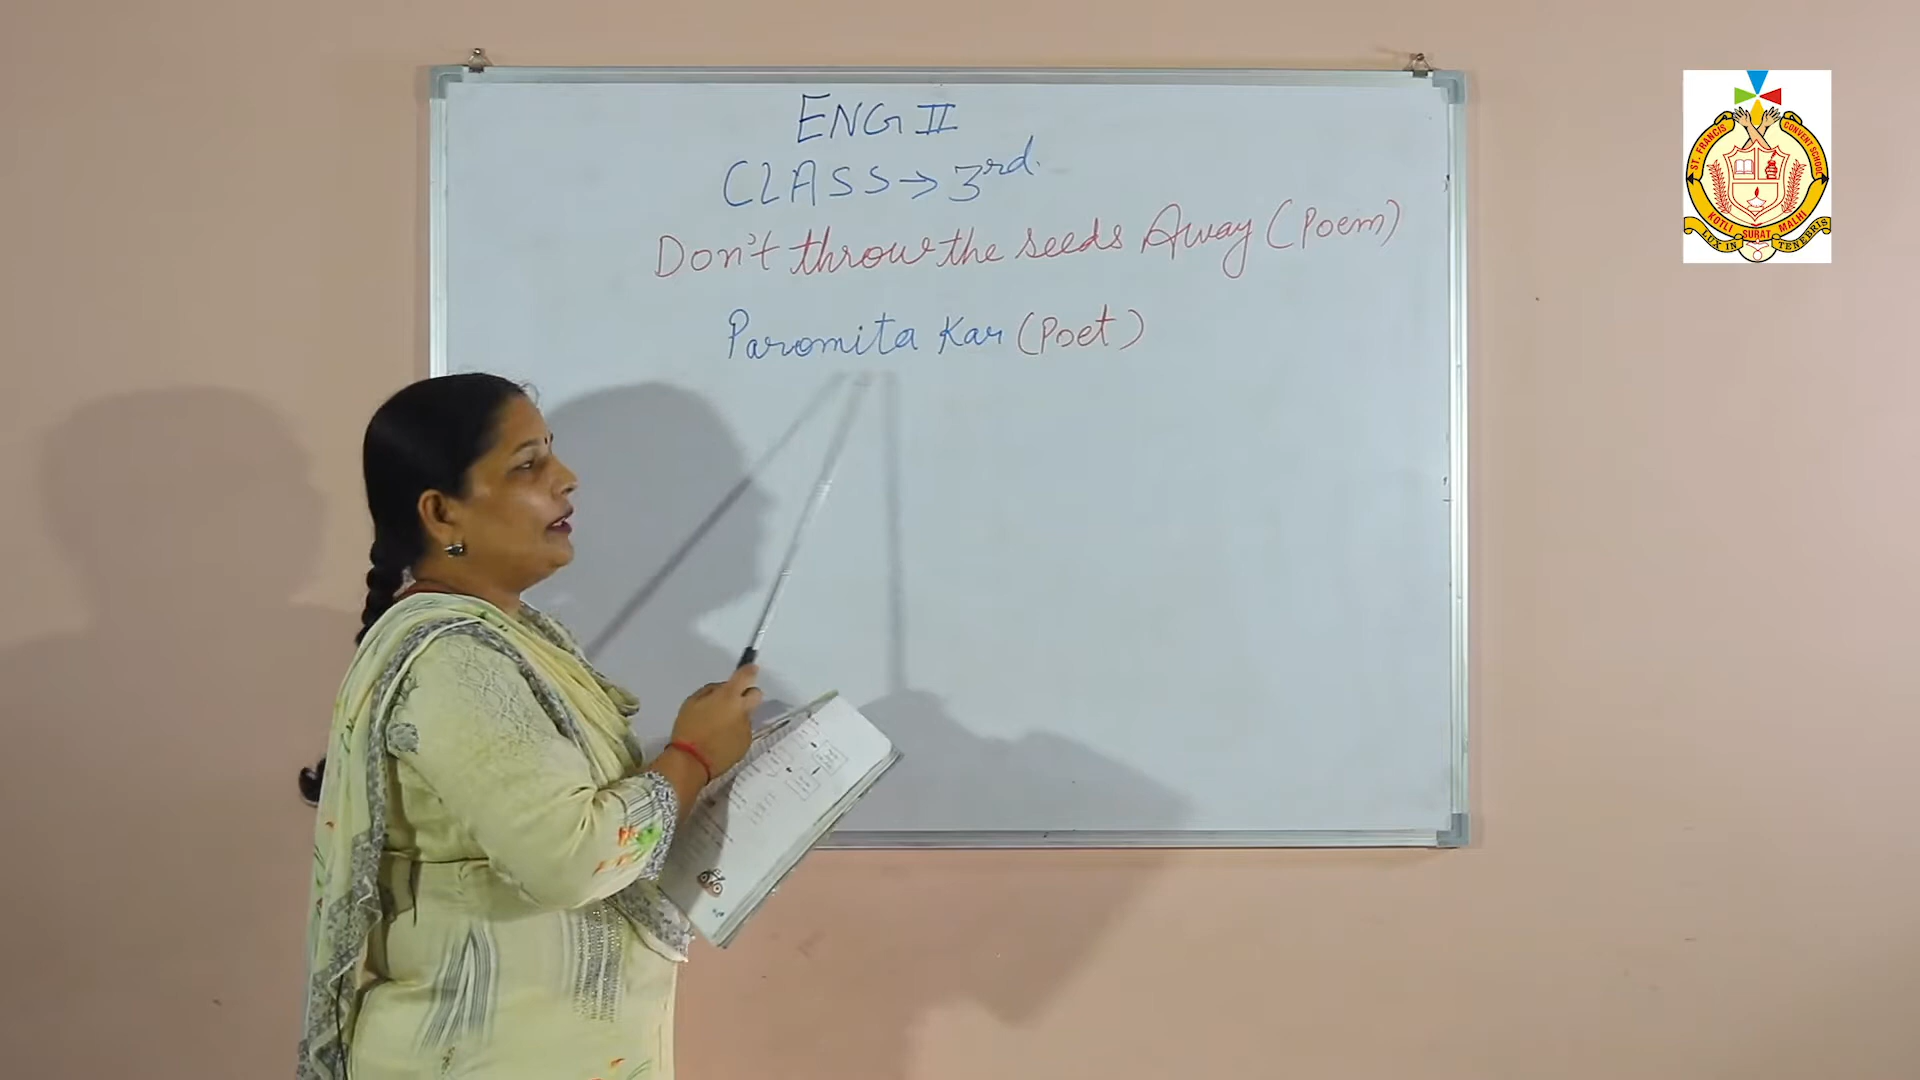 ENG II
CLASS → 3rd.
Don't throw the seeds Away (Poem)
Paromita Kar (Poet)
ST. FRANCIS CONVENT SCHOOL
KOTLI SURAT MALHI
LUX IN TENEBRIS